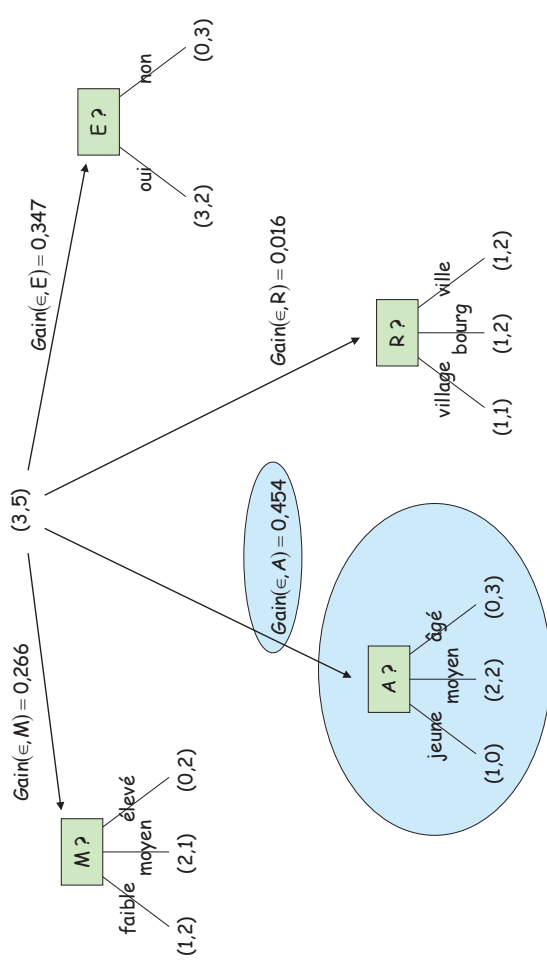 (3,5)
Gain(ϵ,M) = 0,266
Gain(ϵ,A) = 0,454
Gain(ϵ,R) = 0,016
Gain(ϵ,E) = 0,347
M ?
faible moyen élevé
(1,2) (2,1) (0,2)
A ?
jeune moyen âgé
(1,0) (2,2) (0,3)
R ?
village bourg ville
(1,1) (1,2) (1,2)
E ?
oui non
(3,2) (0,3)